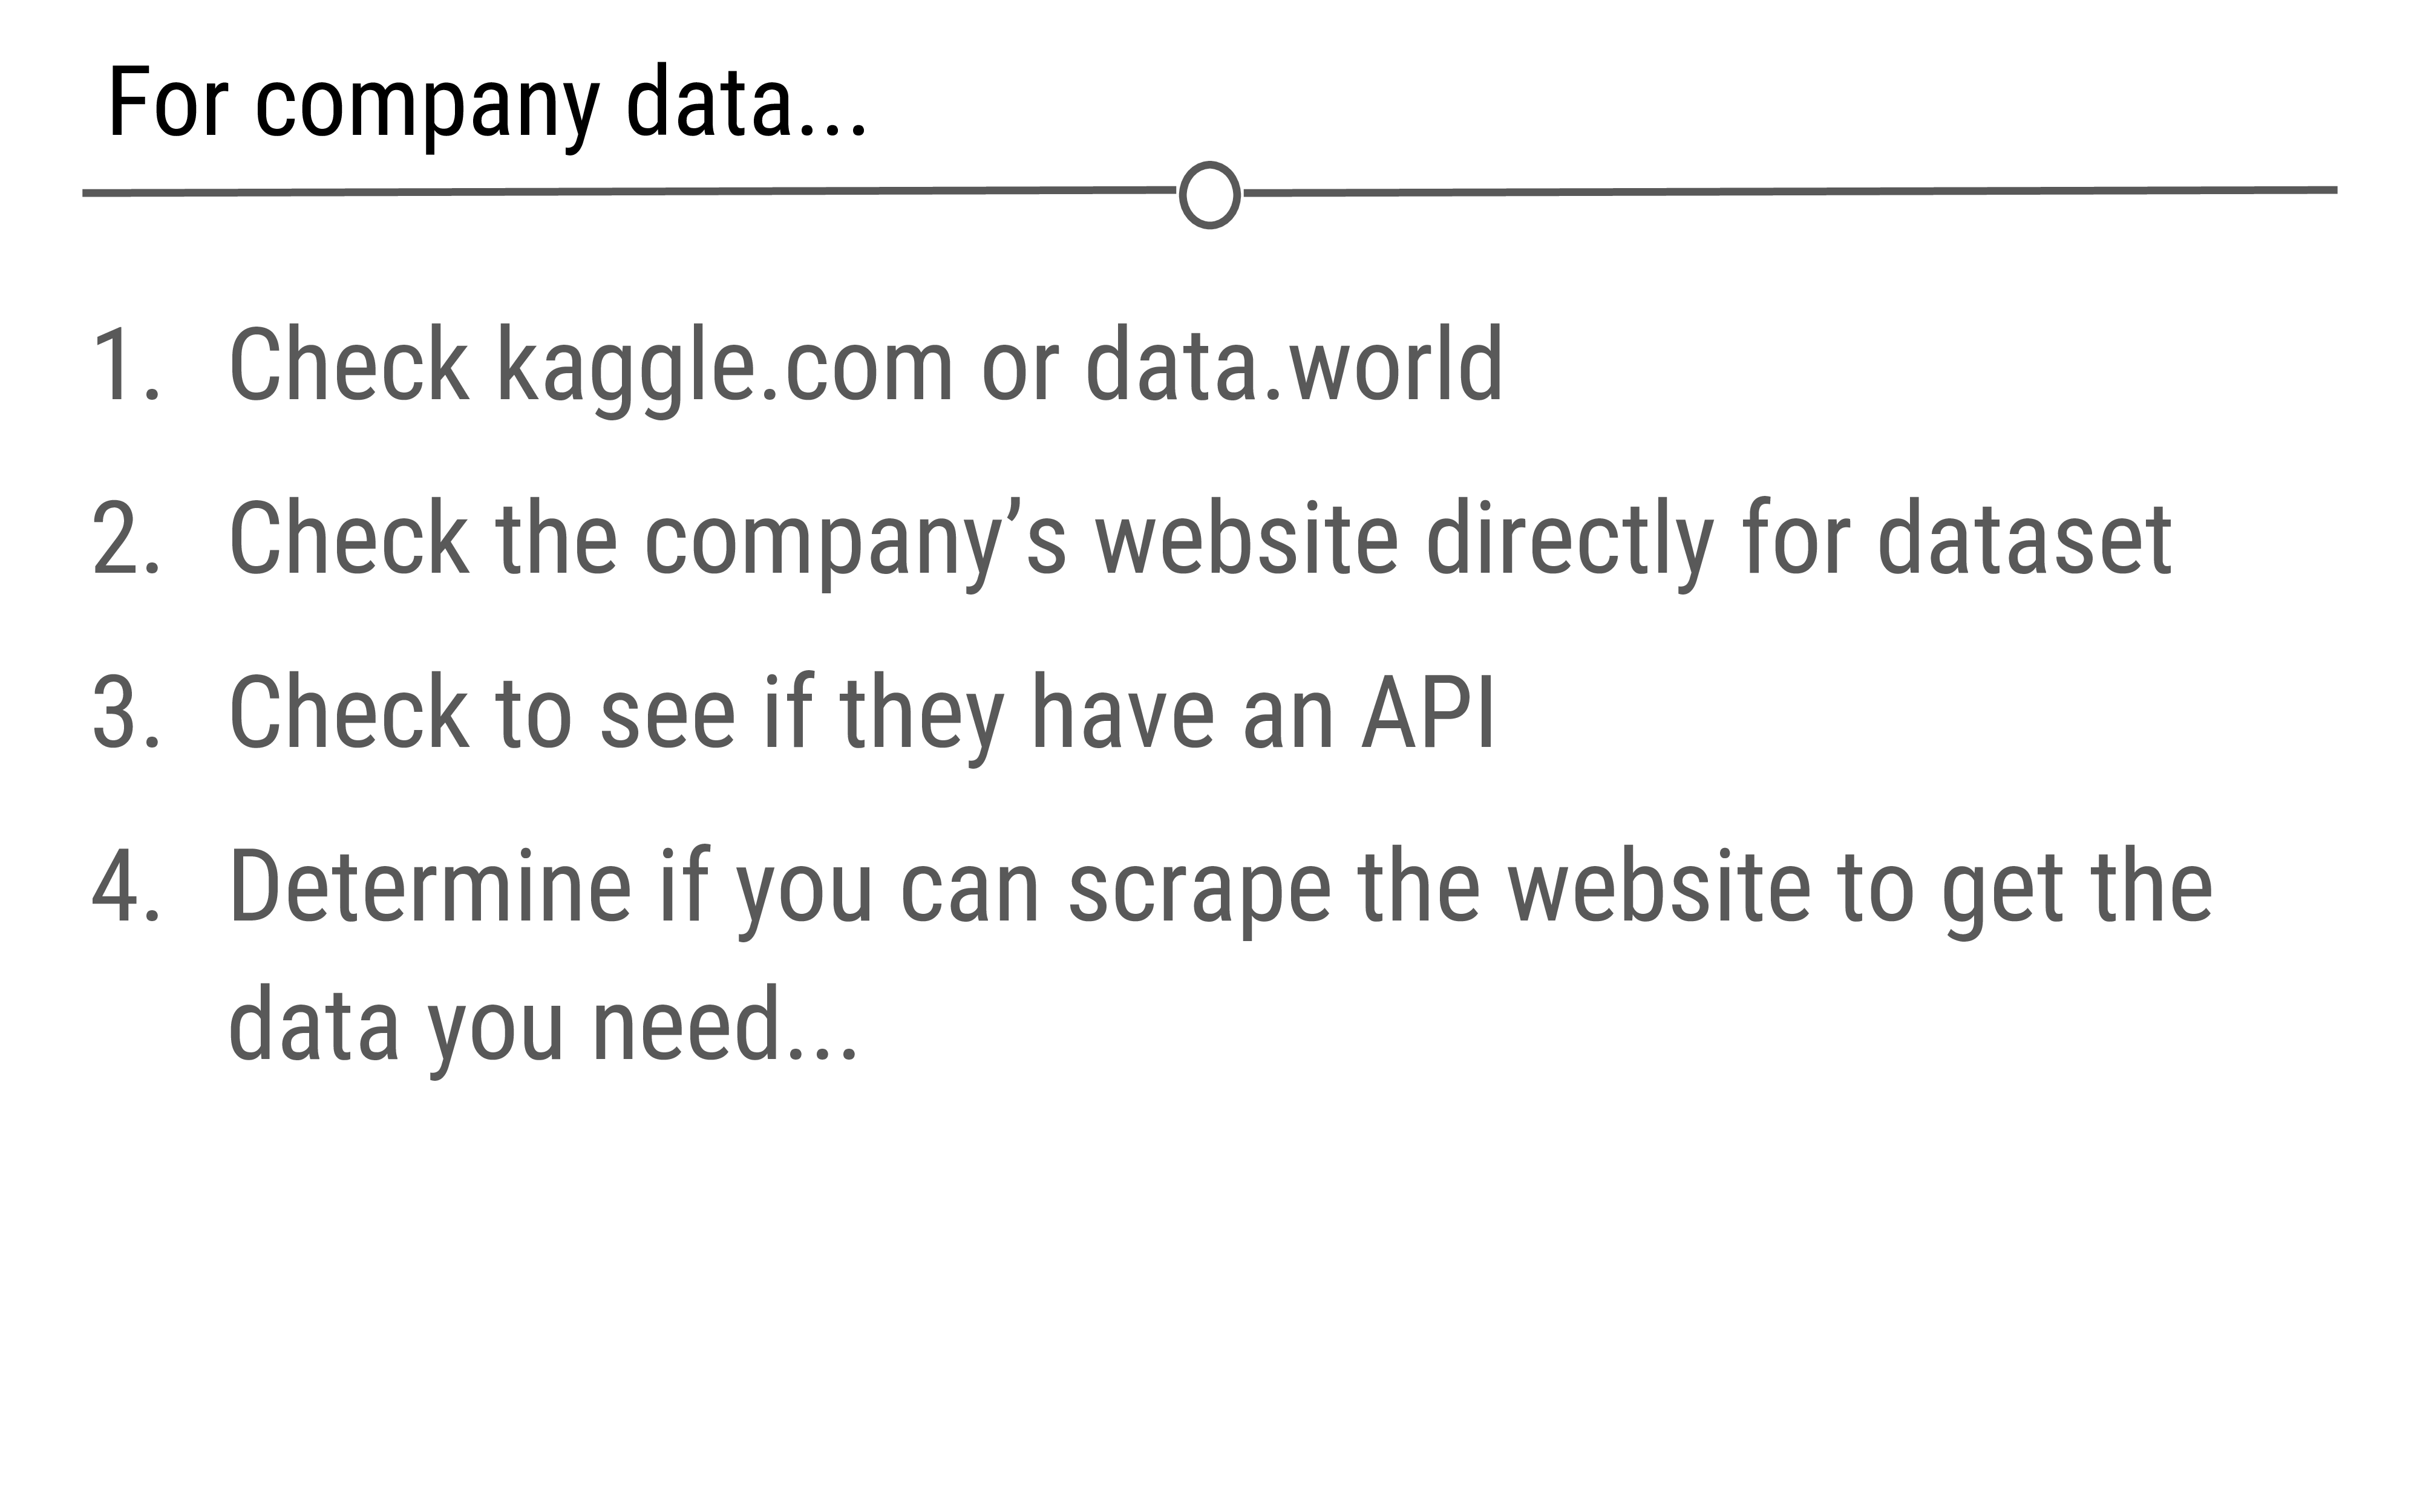 For company data...
1. Check kaggle.com or data.world
2. Check the company’s website directly for dataset
3. Check to see if they have an API
4. Determine if you can scrape the website to get the
data you need...